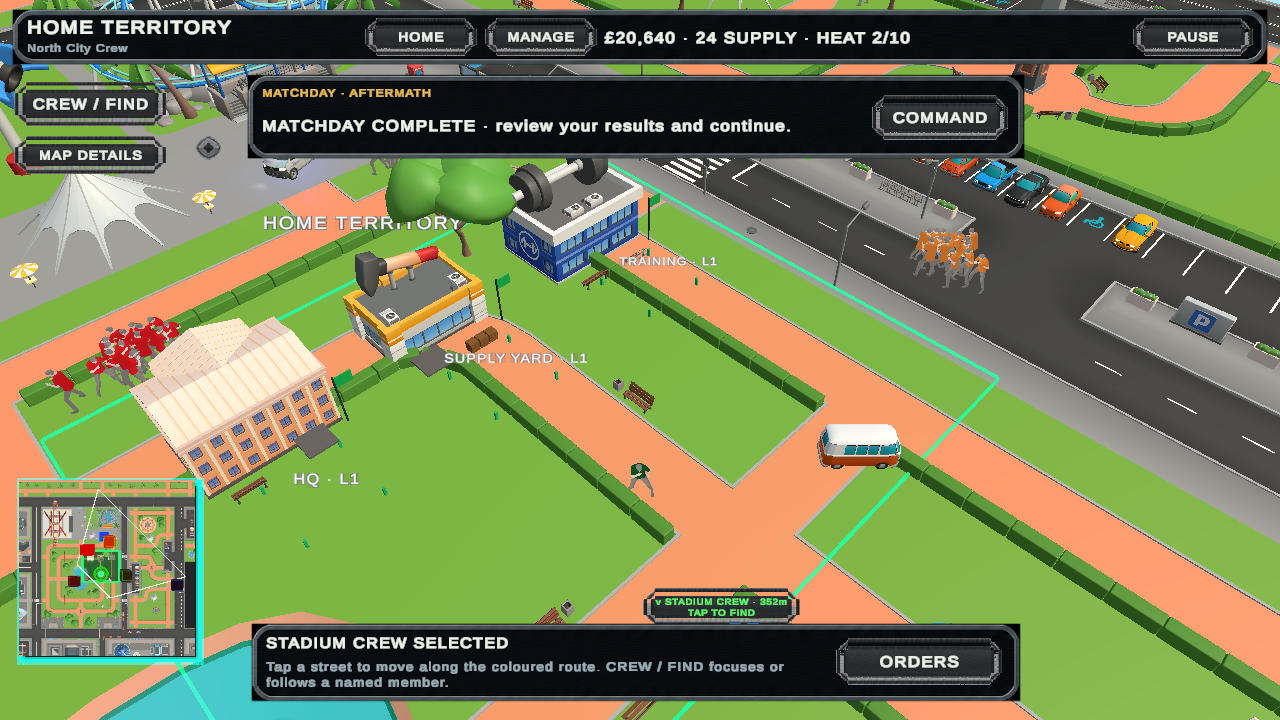 HOME TERRITORY
North City Crew
HOME
MANAGE
£20,640 · 24 SUPPLY · HEAT 2/10
PAUSE
CREW / FIND
MAP DETAILS
MATCHDAY · AFTERMATH
MATCHDAY COMPLETE · review your results and continue.
COMMAND
HOME TERRITORY
TRAINING · L1
SUPPLY YARD · L1
HQ · L1
P
v STADIUM CREW · 352m
TAP TO FIND
STADIUM CREW SELECTED
Tap a street to move along the coloured route. CREW / FIND focuses or
follows a named member.
ORDERS